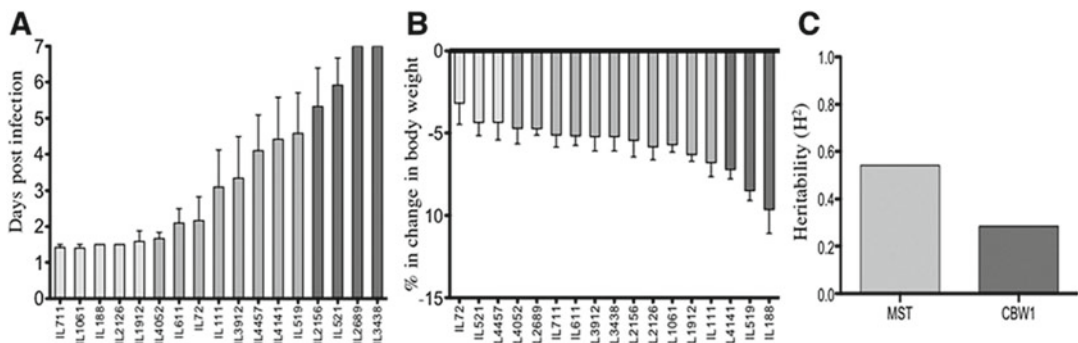 A
Days post infection
7
6
5
4
3
2
1
0
IL711
IL1061
IL188
IL2126
IL1912
IL4052
IL611
IL72
IL111
IL3912
IL4457
IL4141
IL519
IL2156
IL521
IL2689
IL3438
B
% in change in body weight
0
-5
10
-15
IL72
IL521
IL4457
IL4052
IL2689
IL711
IL611
IL3912
IL3438
IL2156
IL2126
IL1061
IL1912
IL111
IL4141
IL519
IL188
C
Heritability (H²)
1.0
0.8
0.6
0.4
0.2
0.0
MST
CBW1